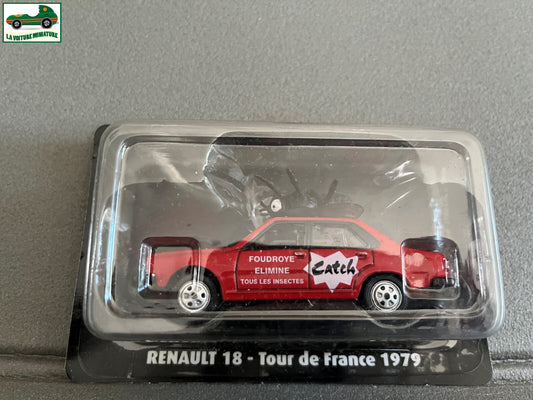 LA VOITURE MINIATURE
FOUDROYE
ELIMINE
TOUS LES INSECTES
Catch
RENAULT 18 - Tour de France 1979